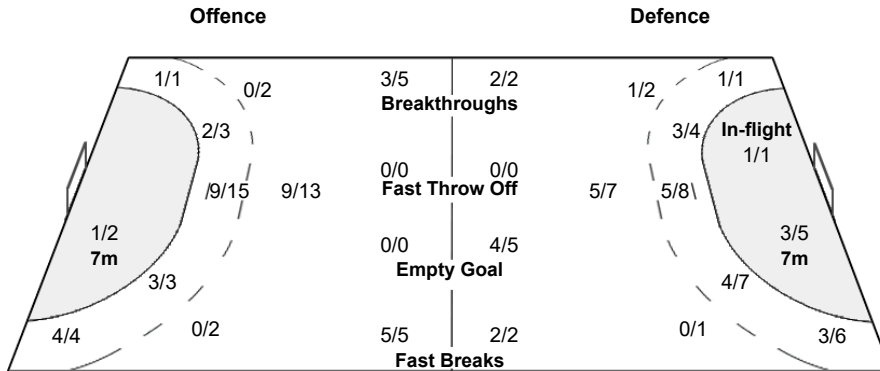 Offence Defence
1/1 0/2 3/5 2/2 1/2 1/1
Breakthroughs
2/3 3/4 In-flight
1/1
0/0 0/0
9/15 9/13 Fast Throw Off 5/7 5/8
1/2 0/0 4/5 3/5
7m Empty Goal 7m
3/3 4/7
4/4 0/2 5/5 2/2 0/1 3/6
Fast Breaks